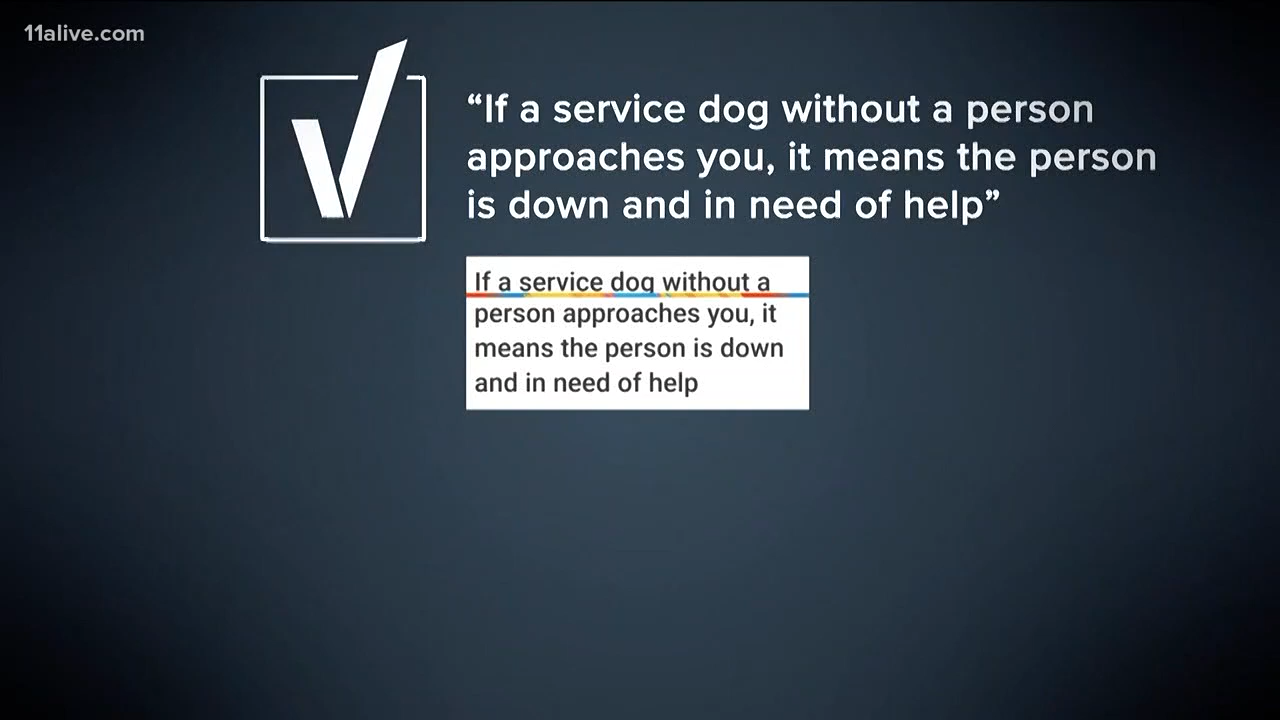 11alive.com
“If a service dog without a person
approaches you, it means the person
is down and in need of help”
If a service dog without a
person approaches you, it
means the person is down
and in need of help